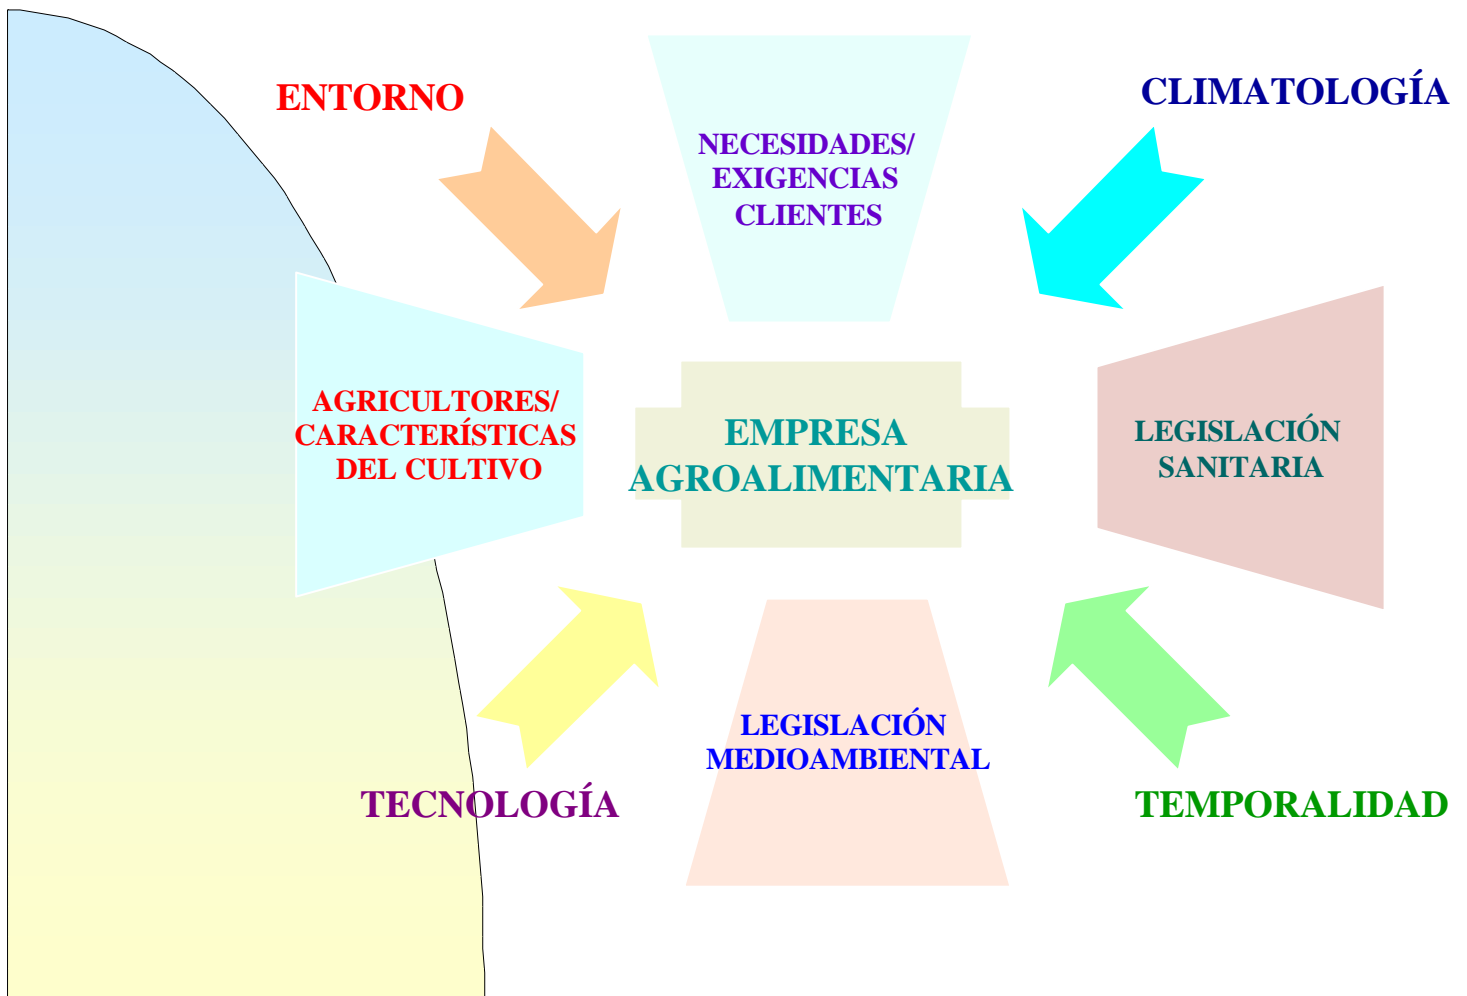 ENTORNO
CLIMATOLOGÍA
NECESIDADES/
EXIGENCIAS
CLIENTES
AGRICULTORES/
CARACTERÍSTICAS
DEL CULTIVO
EMPRESA
AGROALIMENTARIA
LEGISLACIÓN
SANITARIA
LEGISLACIÓN
MEDIOAMBIENTAL
TECNOLOGÍA
TEMPORALIDAD